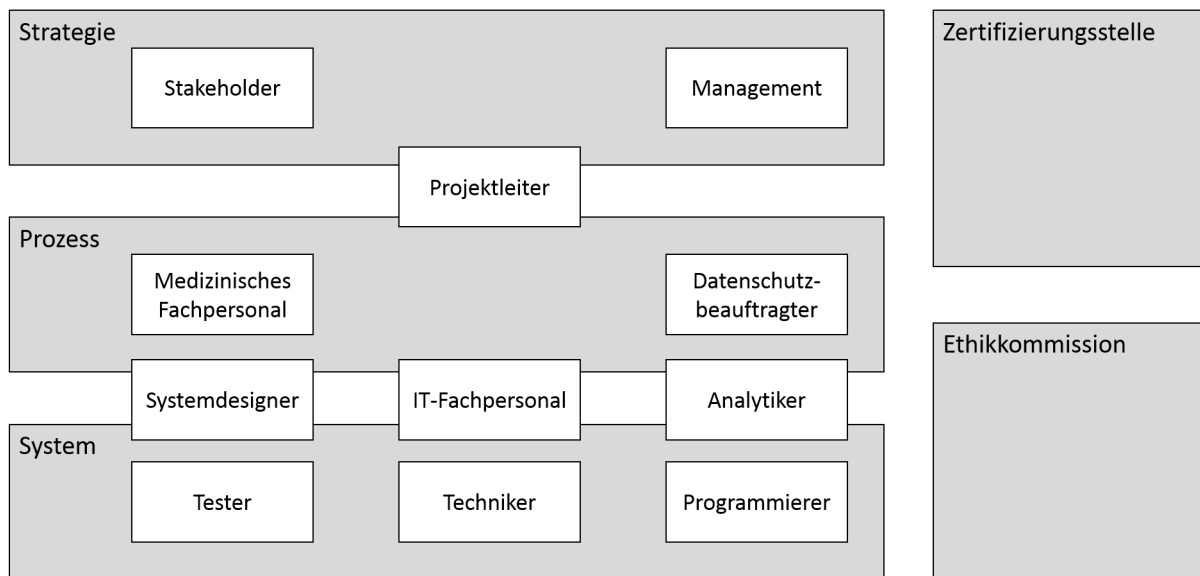 Strategie
Stakeholder
Management
Projektleiter
Prozess
Medizinisches
Fachpersonal
Datenschutz-
beauftragter
Systemdesigner
IT-Fachpersonal
Analytiker
System
Tester
Techniker
Programmierer
Zertifizierungsstelle
Ethikkommission